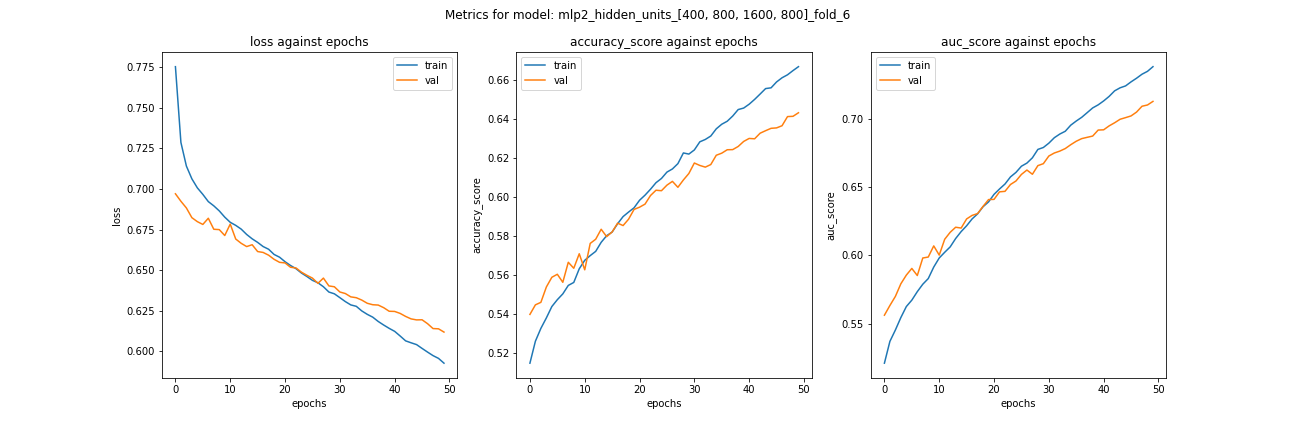 Metrics for model: mlp2_hidden_units_[400, 800, 1600, 800]_fold_6
loss against epochs
train
val
0.775
0.750
0.725
0.700
0.675
0.650
0.625
0.600
loss
0
10
20
30
40
50
epochs
accuracy_score against epochs
train
val
0.66
0.64
0.62
0.60
0.58
0.56
0.54
0.52
accuracy_score
0
10
20
30
40
50
epochs
auc_score against epochs
train
val
0.70
0.65
0.60
0.55
auc_score
0
10
20
30
40
50
epochs